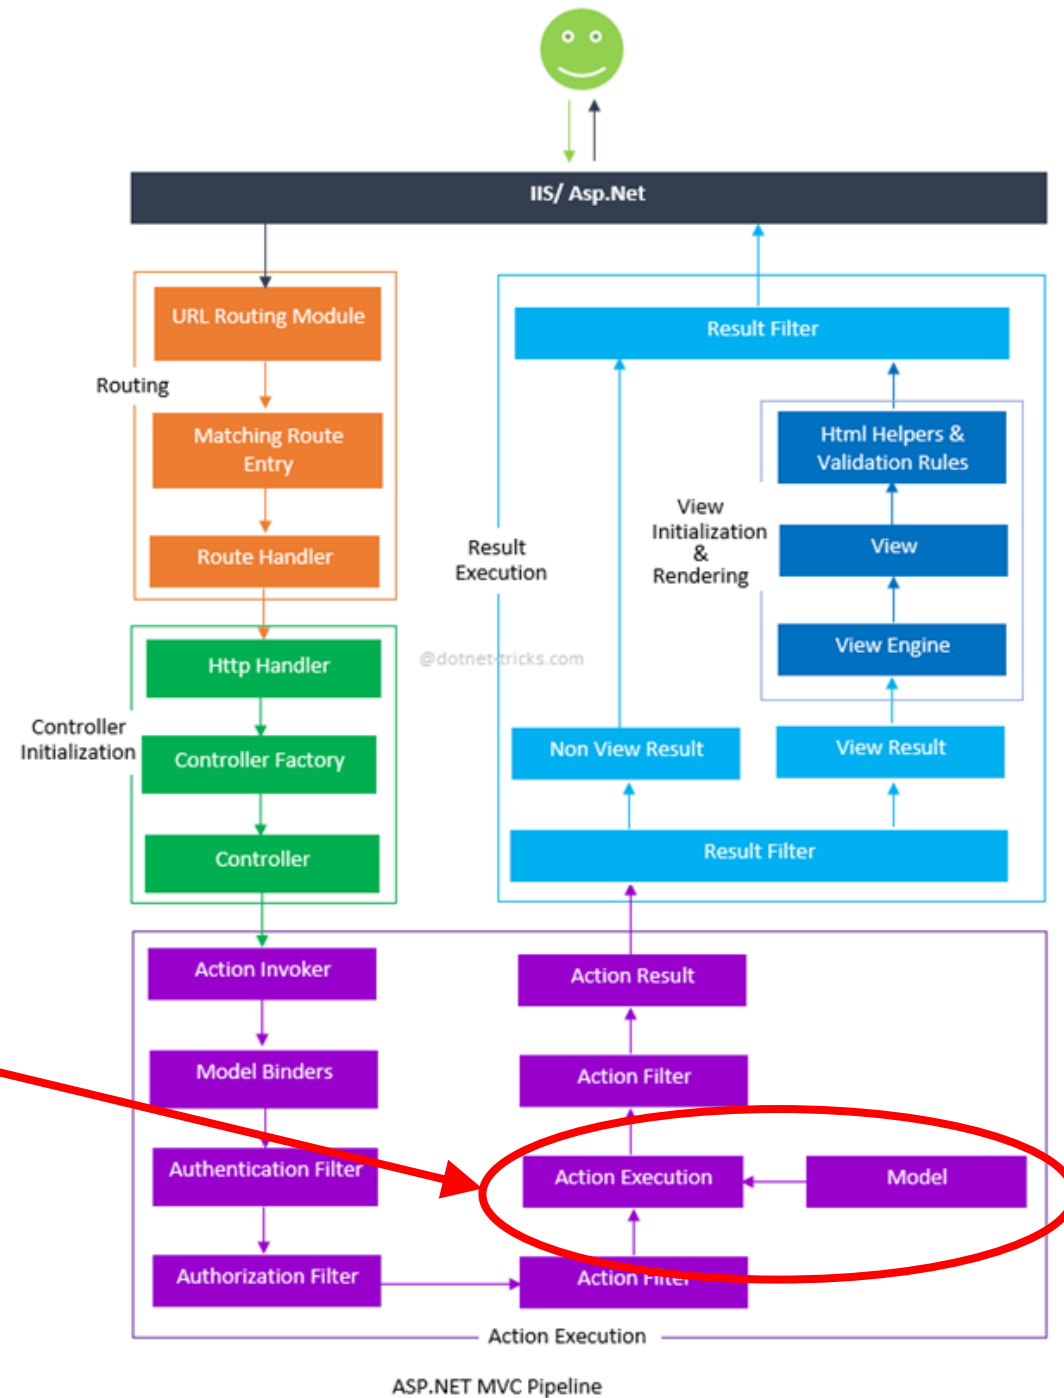 IIS/ Asp.Net
URL Routing Module
Routing
Matching Route
Entry
Route Handler
Http Handler
Controller
Initialization
Controller Factory
Controller
Action Invoker
Model Binders
Authentication Filter
Authorization Filter
Action Filter
Action Execution
Model
Action Filter
Action Result
Action Execution
Result Filter
Non View Result
View Result
Result
Execution
View Engine
View
Html Helpers &
Validation Rules
View
Initialization
&
Rendering
Result Filter
@dotnet-tricks.com
ASP.NET MVC Pipeline